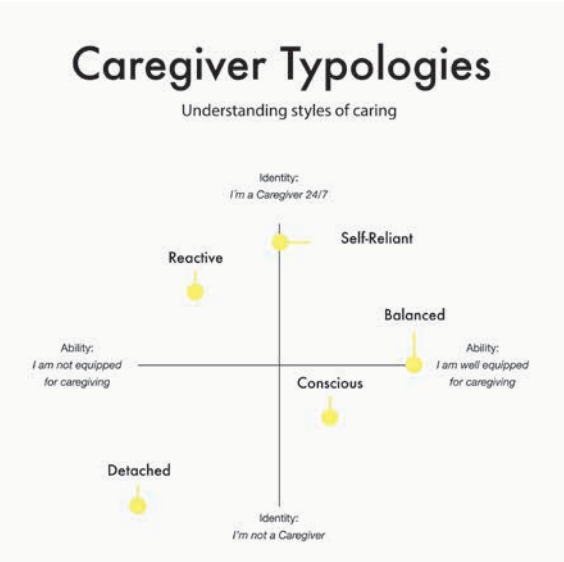 Caregiver Typologies
Understanding styles of caring
Identity:
I'm a Caregiver 24/7
Self-Reliant
Reactive
Balanced
Ability:
I am not equipped
for caregiving
Ability:
I am well equipped
for caregiving
Conscious
Detached
Identity:
I'm not a Caregiver